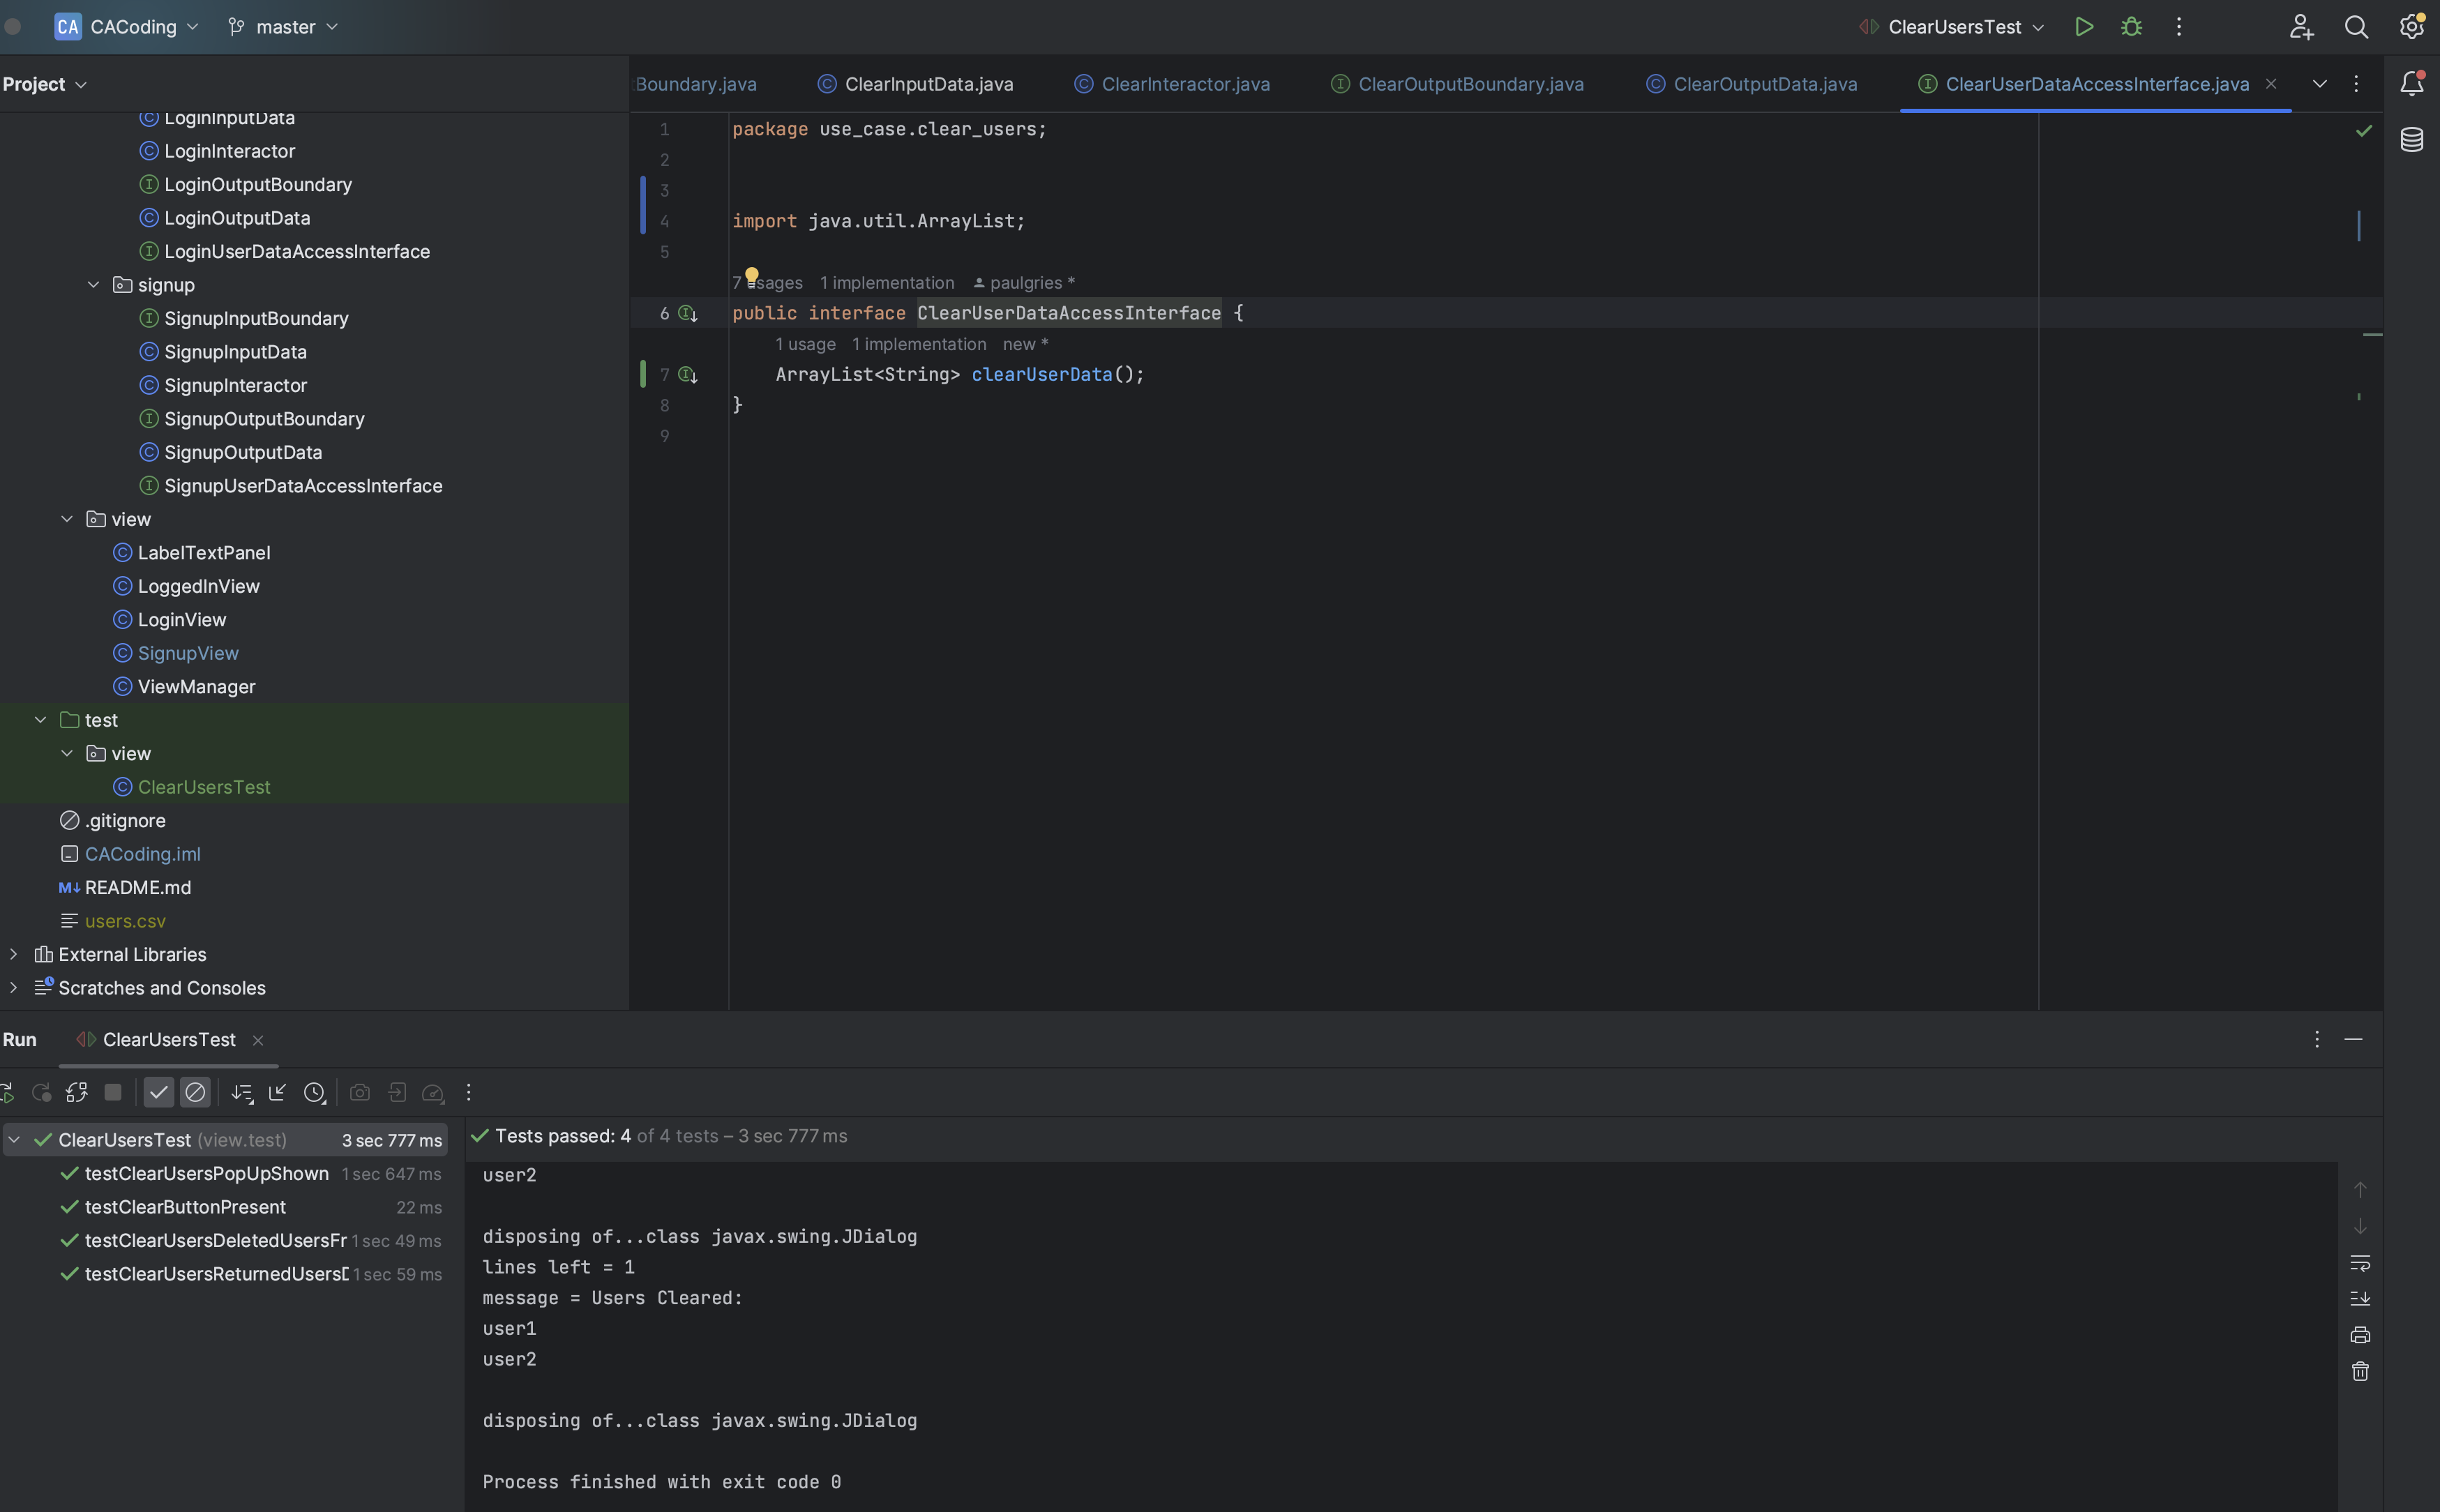 CA CACoding master ClearUsersTest
Project
Boundary.java ClearInputData.java ClearInteractor.java ClearOutputBoundary.java ClearOutputData.java ClearUserDataAccessInterface.java
LoginInputData
LoginInteractor
LoginOutputBoundary
LoginOutputData
LoginUserDataAccessInterface
signup
SignupInputBoundary
SignupInputData
SignupInteractor
SignupOutputBoundary
SignupOutputData
SignupUserDataAccessInterface
view
LabelTextPanel
LoggedInView
LoginView
SignupView
ViewManager
test
view
ClearUsersTest
.gitignore
CACoding.iml
M↓ README.md
users.csv
External Libraries
Scratches and Consoles
1 package use_case.clear_users;
2
3
4 import java.util.ArrayList;
5
7 usages 1 implementation paulgries *
6 public interface ClearUserDataAccessInterface {
1 usage 1 implementation new *
7 ArrayList<String> clearUserData();
8 }
9
Run ClearUsersTest
ClearUsersTest (view.test) 3 sec 777 ms
testClearUsersPopUpShown 1 sec 647 ms
testClearButtonPresent 22 ms
testClearUsersDeletedUsersFr 1 sec 49 ms
testClearUsersReturnedUsersD 1 sec 59 ms
Tests passed: 4 of 4 tests – 3 sec 777 ms
user2
disposing of...class javax.swing.JDialog
lines left = 1
message = Users Cleared:
user1
user2
disposing of...class javax.swing.JDialog
Process finished with exit code 0